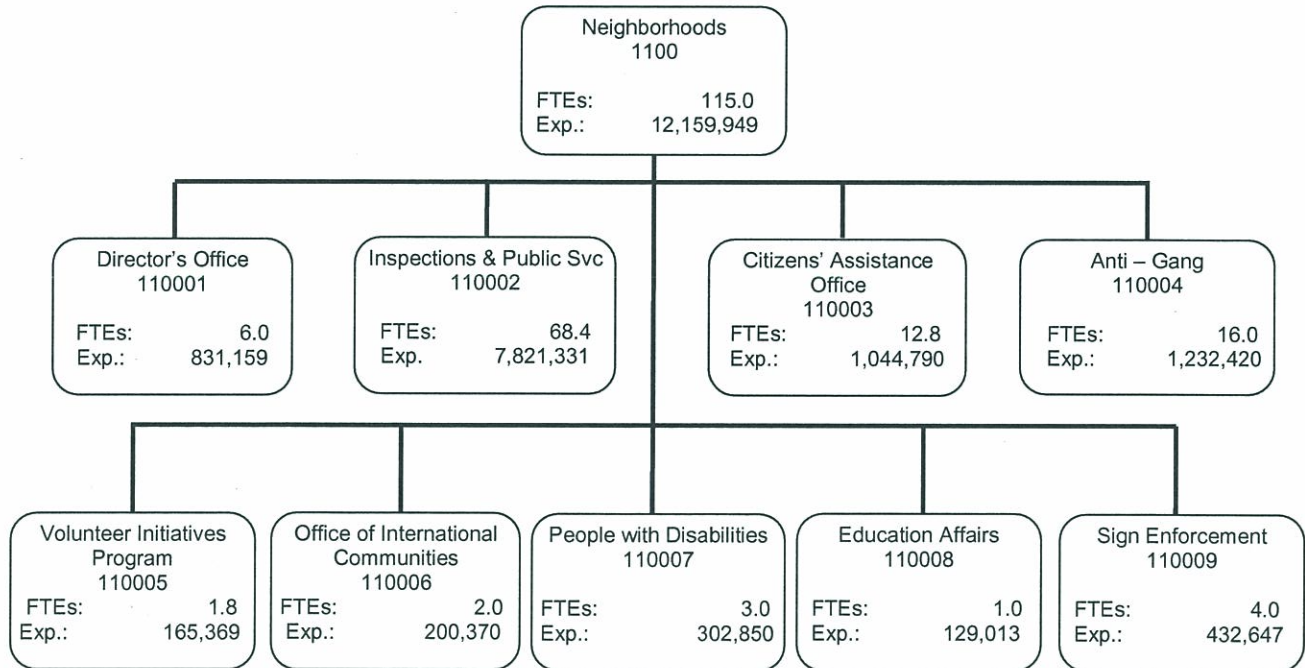 Neighborhoods
1100
FTEs: 115.0
Exp.: 12,159,949
Director's Office
110001
FTEs: 6.0
Exp.: 831,159
Inspections & Public Svc
110002
FTEs: 68.4
Exp. 7,821,331
Citizens' Assistance
Office
110003
FTEs: 12.8
Exp.: 1,044,790
Anti – Gang
110004
FTEs: 16.0
Exp.: 1,232,420
Volunteer Initiatives
Program
110005
FTEs: 1.8
Exp.: 165,369
Office of International
Communities
110006
FTEs: 2.0
Exp.: 200,370
People with Disabilities
110007
FTEs: 3.0
Exp.: 302,850
Education Affairs
110008
FTEs: 1.0
Exp.: 129,013
Sign Enforcement
110009
FTEs: 4.0
Exp.: 432,647